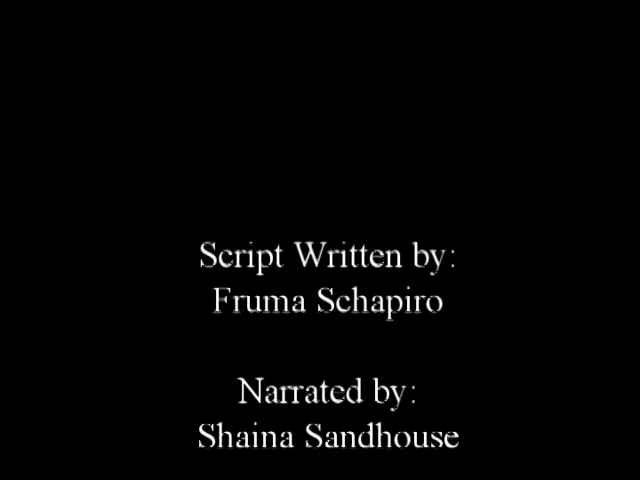 Script Written by:
Fruma Schapiro
Narrated by:
Shaina Sandhouse